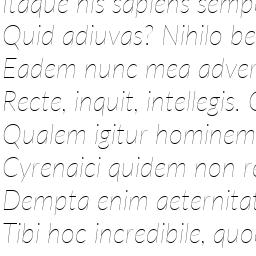 Itaque his sapiens semp
Quid adiuvas? Nihilo be
Eadem nunc mea adver
Recte, inquit, intellegis.
Qualem igitur hominem
Cyrenaici quidem non r
Dempta enim aeternitat
Tibi hoc incredibile, quo